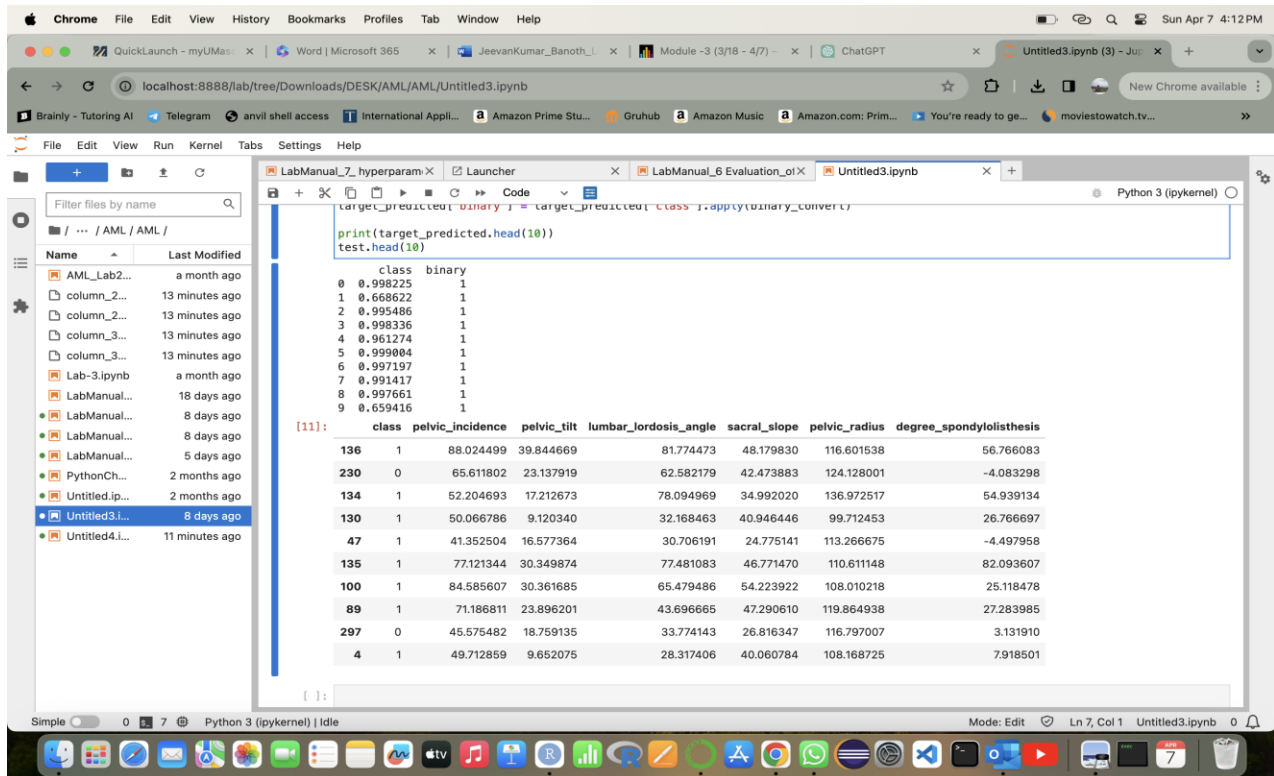 Chrome File Edit View History Bookmarks Profiles Tab Window Help Sun Apr 7 4:12 PM
QuickLaunch - myUMas: Word | Microsoft 365 JeevanKumar_Banoth_L Module -3 (3/18 - 4/7) – ChatGPT Untitled3.ipynb (3) - Jup
localhost:8888/lab/tree/Downloads/DESK/AML/AML/Untitled3.ipynb New Chrome available
Brainly - Tutoring AI Telegram anvil shell access International Appli... Amazon Prime Stu... Gruhub Amazon Music Amazon.com: Prim... You're ready to ge... moviestowatch.tv... »
File Edit View Run Kernel Tabs Settings Help
LabManual_7_ hyperparam Launcher LabManual_6 Evaluation_of Untitled3.ipynb
Code Python 3 (ipykernel)
Filter files by name
/ ··· / AML / AML /
Name Last Modified
AML_Lab2... a month ago
column_2... 13 minutes ago
column_2... 13 minutes ago
column_3... 13 minutes ago
column_3... 13 minutes ago
Lab-3.ipynb a month ago
LabManual... 18 days ago
LabManual... 8 days ago
LabManual... 8 days ago
LabManual... 5 days ago
PythonCh... 2 months ago
Untitled.ip... 2 months ago
Untitled3.i... 8 days ago
Untitled4.i... 11 minutes ago
target_predicted['binary'] = target_predicted['class'].apply(binary_convert)
print(target_predicted.head(10))
test.head(10)
class binary
0 0.998225 1
1 0.668622 1
2 0.995486 1
3 0.998336 1
4 0.961274 1
5 0.999004 1
6 0.997197 1
7 0.991417 1
8 0.997661 1
9 0.659416 1
[11]: class pelvic_incidence pelvic_tilt lumbar_lordosis_angle sacral_slope pelvic_radius degree_spondylolisthesis
136 1 88.024499 39.844669 81.774473 48.179830 116.601538 56.766083
230 0 65.611802 23.137919 62.582179 42.473883 124.128001 -4.083298
134 1 52.204693 17.212673 78.094969 34.992020 136.972517 54.939134
130 1 50.066786 9.120340 32.168463 40.946446 99.712453 26.766697
47 1 41.352504 16.577364 30.706191 24.775141 113.266675 -4.497958
135 1 77.121344 30.349874 77.481083 46.771470 110.611148 82.093607
100 1 84.585607 30.361685 65.479486 54.223922 108.010218 25.118478
89 1 71.186811 23.896201 43.696665 47.290610 119.864938 27.283985
297 0 45.575482 18.759135 33.774143 26.816347 116.797007 3.131910
4 1 49.712859 9.652075 28.317406 40.060784 108.168725 7.918501
[ ]:
Simple 0 7 Python 3 (ipykernel) | Idle Mode: Edit Ln 7, Col 1 Untitled3.ipynb 0
tv R APR 7